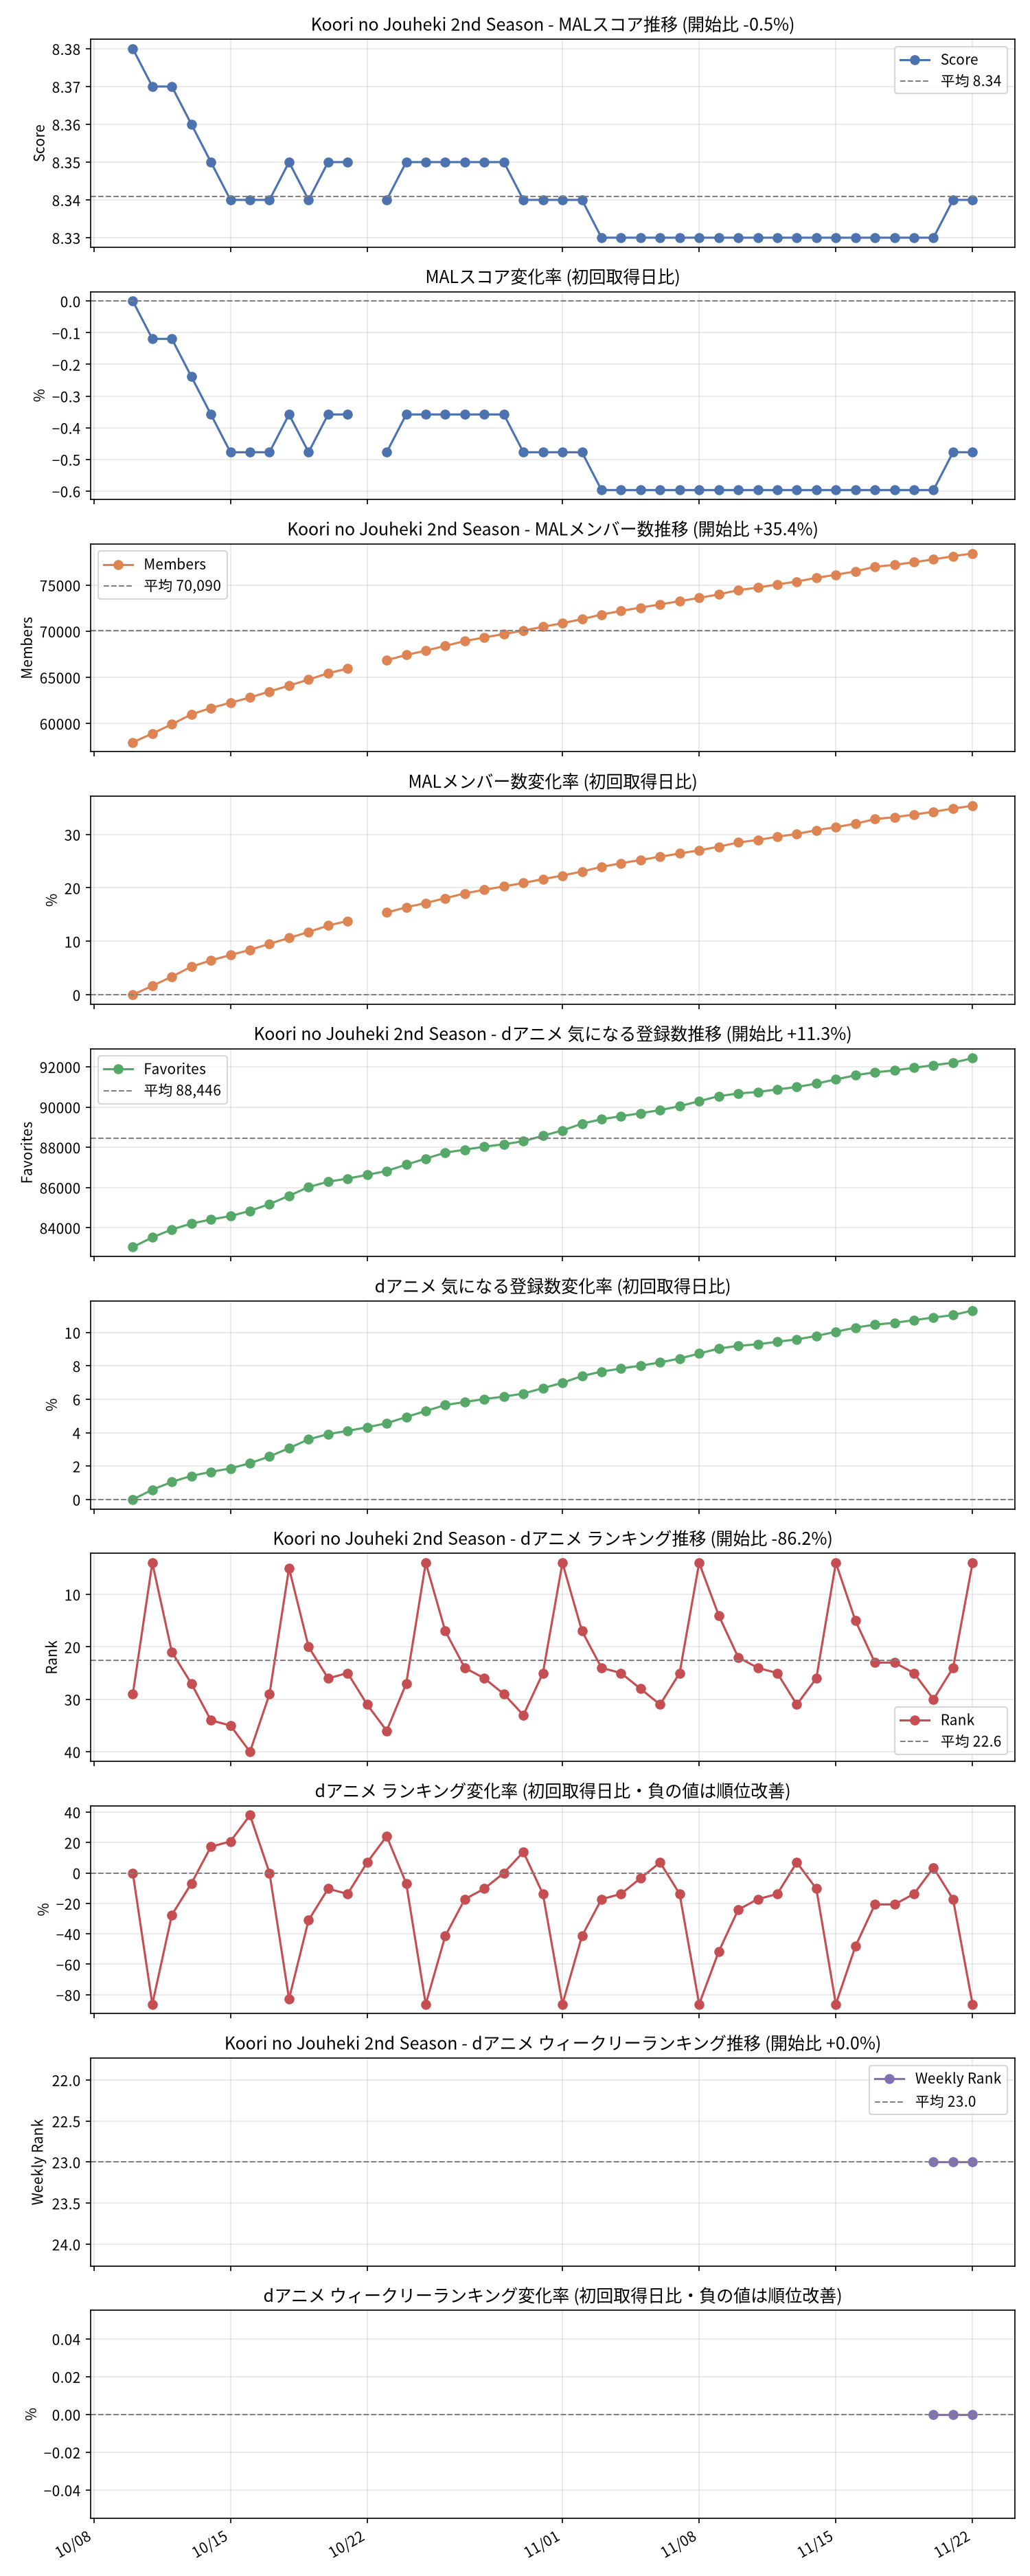 Koori no Jouheki 2nd Season - MALスコア推移 (開始比 -0.5%)
8.38
8.37
8.36
8.35
8.34
8.33
Score
Score
平均 8.34
MALスコア変化率 (初回取得日比)
0.0
−0.1
−0.2
−0.3
−0.4
−0.5
−0.6
%
Koori no Jouheki 2nd Season - MALメンバー数推移 (開始比 +35.4%)
75000
70000
65000
60000
Members
Members
平均 70,090
MALメンバー数変化率 (初回取得日比)
30
20
10
0
%
Koori no Jouheki 2nd Season - dアニメ 気になる登録数推移 (開始比 +11.3%)
92000
90000
88000
86000
84000
Favorites
Favorites
平均 88,446
dアニメ 気になる登録数変化率 (初回取得日比)
10
8
6
4
2
0
%
Koori no Jouheki 2nd Season - dアニメ ランキング推移 (開始比 -86.2%)
10
20
30
40
Rank
Rank
平均 22.6
dアニメ ランキング変化率 (初回取得日比・負の値は順位改善)
40
20
0
−20
−40
−60
−80
%
Koori no Jouheki 2nd Season - dアニメ ウィークリーランキング推移 (開始比 +0.0%)
22.0
22.5
23.0
23.5
24.0
Weekly Rank
Weekly Rank
平均 23.0
dアニメ ウィークリーランキング変化率 (初回取得日比・負の値は順位改善)
0.04
0.02
0.00
−0.02
−0.04
%
10/08
10/15
10/22
11/01
11/08
11/15
11/22